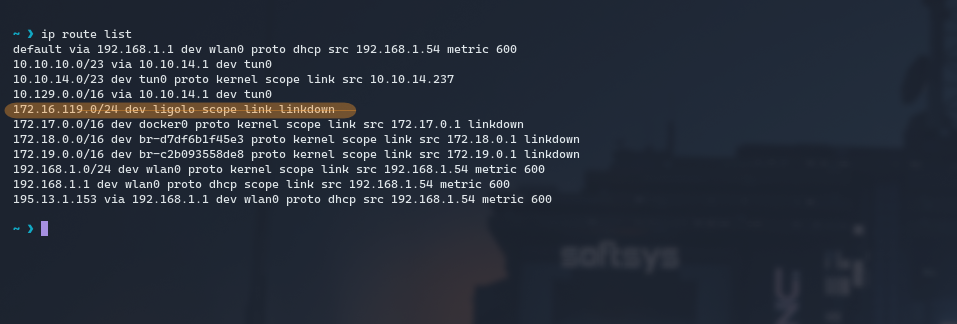 ~ ❯ ip route list
default via 192.168.1.1 dev wlan0 proto dhcp src 192.168.1.54 metric 600
10.10.10.0/23 via 10.10.14.1 dev tun0
10.10.14.0/23 dev tun0 proto kernel scope link src 10.10.14.237
10.129.0.0/16 via 10.10.14.1 dev tun0
172.16.119.0/24 dev ligolo scope link linkdown
172.17.0.0/16 dev docker0 proto kernel scope link src 172.17.0.1 linkdown
172.18.0.0/16 dev br-d7df6b1f45e3 proto kernel scope link src 172.18.0.1 linkdown
172.19.0.0/16 dev br-c2b093558de8 proto kernel scope link src 172.19.0.1 linkdown
192.168.1.0/24 dev wlan0 proto kernel scope link src 192.168.1.54 metric 600
192.168.1.1 dev wlan0 proto dhcp scope link src 192.168.1.54 metric 600
195.13.1.153 via 192.168.1.1 dev wlan0 proto dhcp src 192.168.1.54 metric 600
~ ❯
softsys